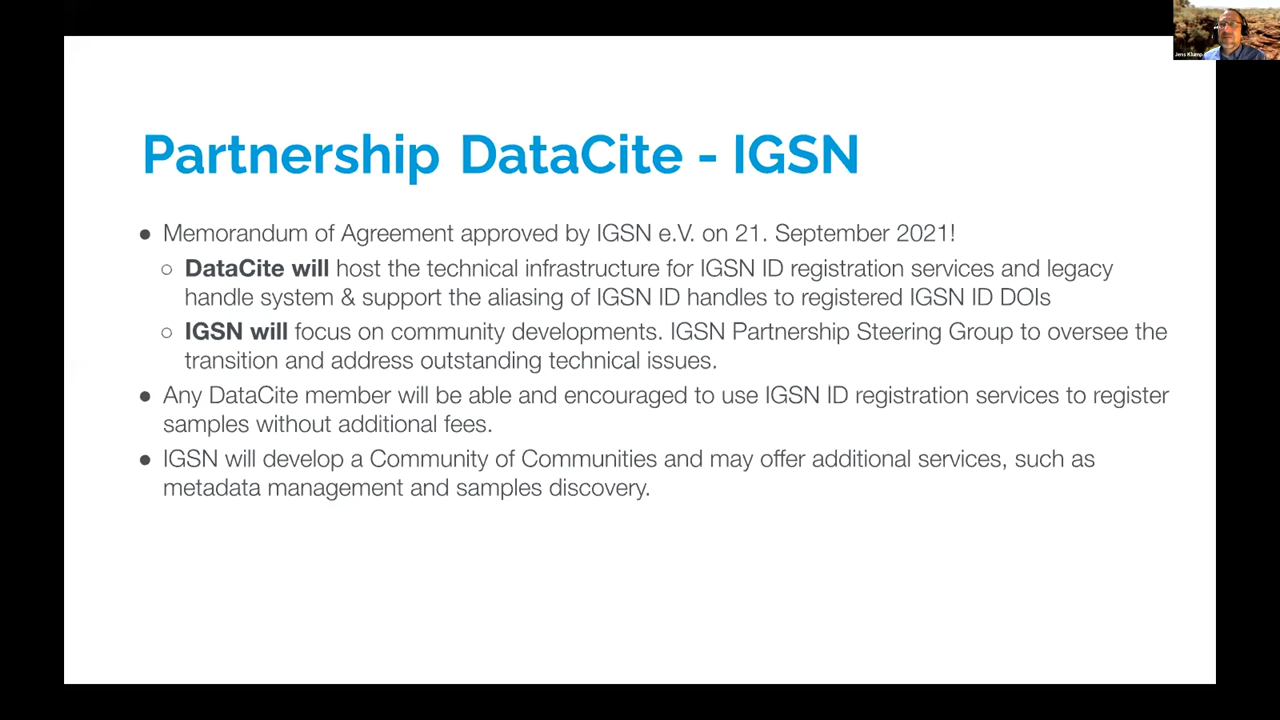 Jens Klump
Partnership DataCite - IGSN
● Memorandum of Agreement approved by IGSN e.V. on 21. September 2021!
○ DataCite will host the technical infrastructure for IGSN ID registration services and legacy
handle system & support the aliasing of IGSN ID handles to registered IGSN ID DOIs
○ IGSN will focus on community developments. IGSN Partnership Steering Group to oversee the
transition and address outstanding technical issues.
● Any DataCite member will be able and encouraged to use IGSN ID registration services to register
samples without additional fees.
● IGSN will develop a Community of Communities and may offer additional services, such as
metadata management and samples discovery.